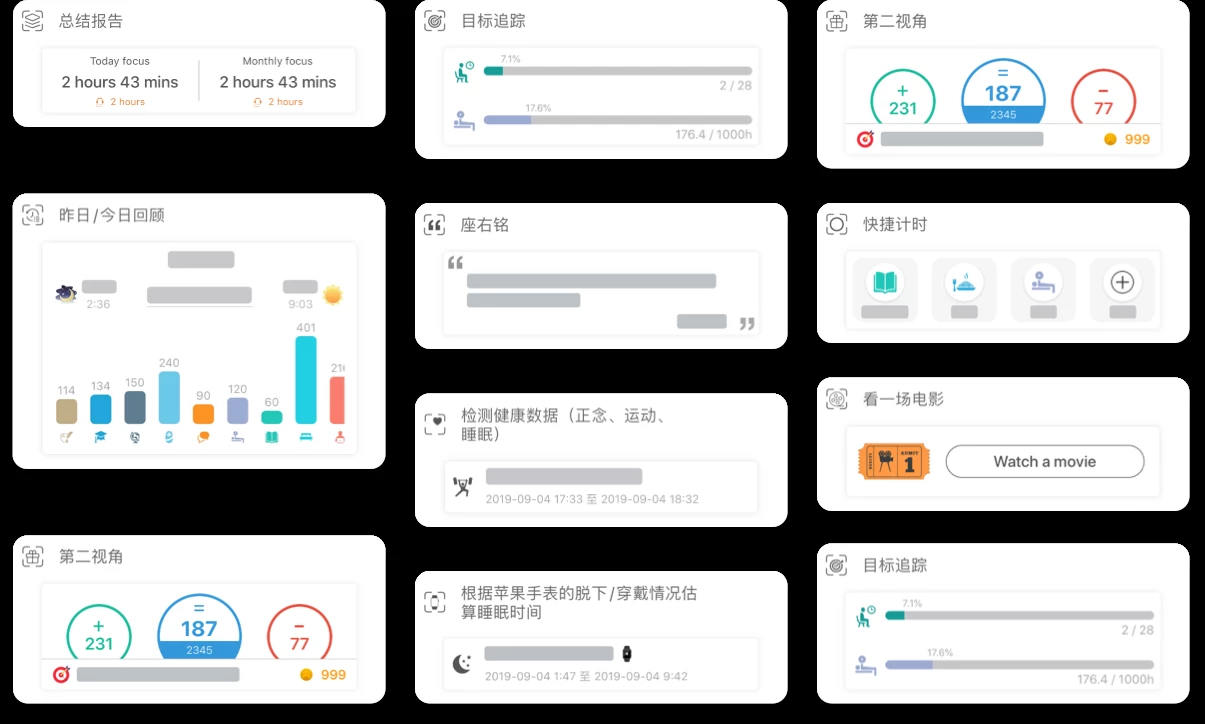 总结报告
Today focus
2 hours 43 mins
2 hours
Monthly focus
2 hours 43 mins
2 hours
昨日/今日回顾
2:36
9:03
114
134
150
240
90
120
60
401
第二视角
+
231
=
187
2345
−
77
999
目标追踪
7.1%
2 / 28
17.6%
176.4 / 1000h
座右铭
“
”
检测健康数据（正念、运动、
睡眠）
2019-09-04 17:33 至 2019-09-04 18:32
根据苹果手表的脱下/穿戴情况估
算睡眠时间
2019-09-04 1:47 至 2019-09-04 9:42
第二视角
+
231
=
187
2345
−
77
999
快捷计时
看一场电影
ADMIT
1
Watch a movie
目标追踪
7.1%
2 / 28
17.6%
176.4 / 1000h